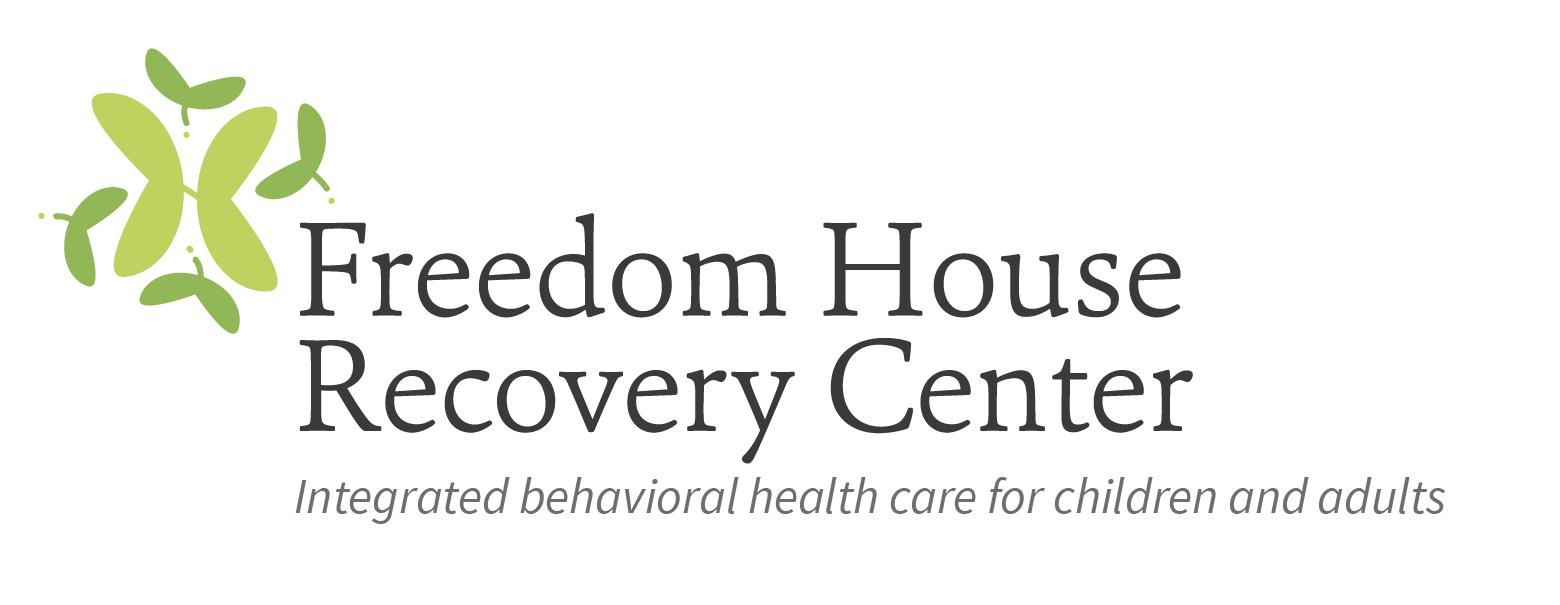 Freedom House
Recovery Center
Integrated behavioral health care for children and adults